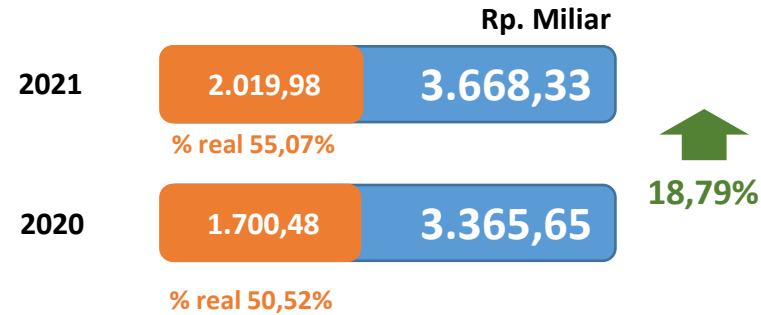 Rp. Miliar
2021
2.019,98
3.668,33
% real 55,07%
18,79%
2020
1.700,48
3.365,65
% real 50,52%